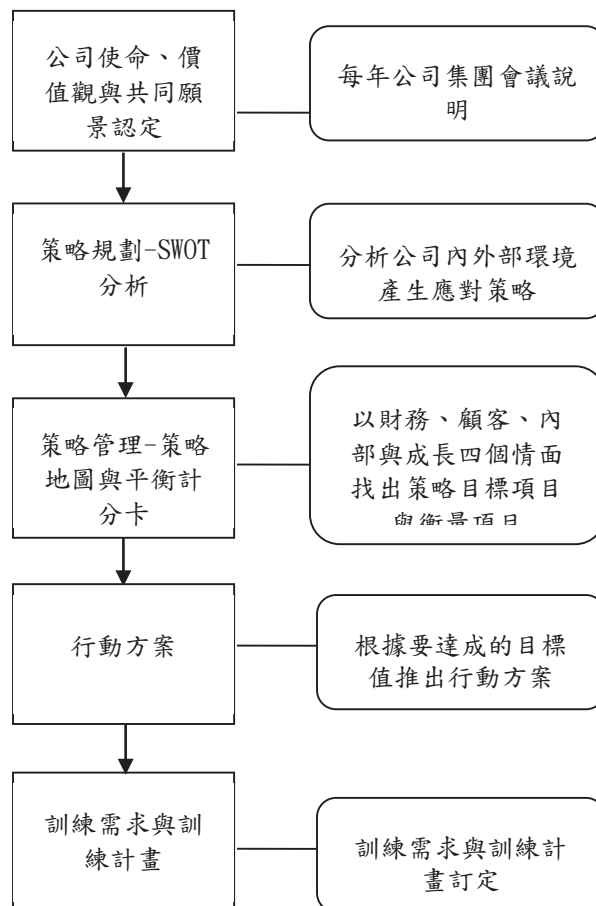 公司使命、價
值觀與共同願
景認定
每年公司集團會議說
明
策略規劃-SWOT
分析
分析公司內外部環境
產生應對策略
策略管理-策略
地圖與平衡計
分卡
以財務、顧客、內
部與成長四個情面
找出策略目標項目
與衡量項目
行動方案
根據要達成的目標
值推出行動方案
訓練需求與訓
練計畫
訓練需求與訓練計
畫訂定